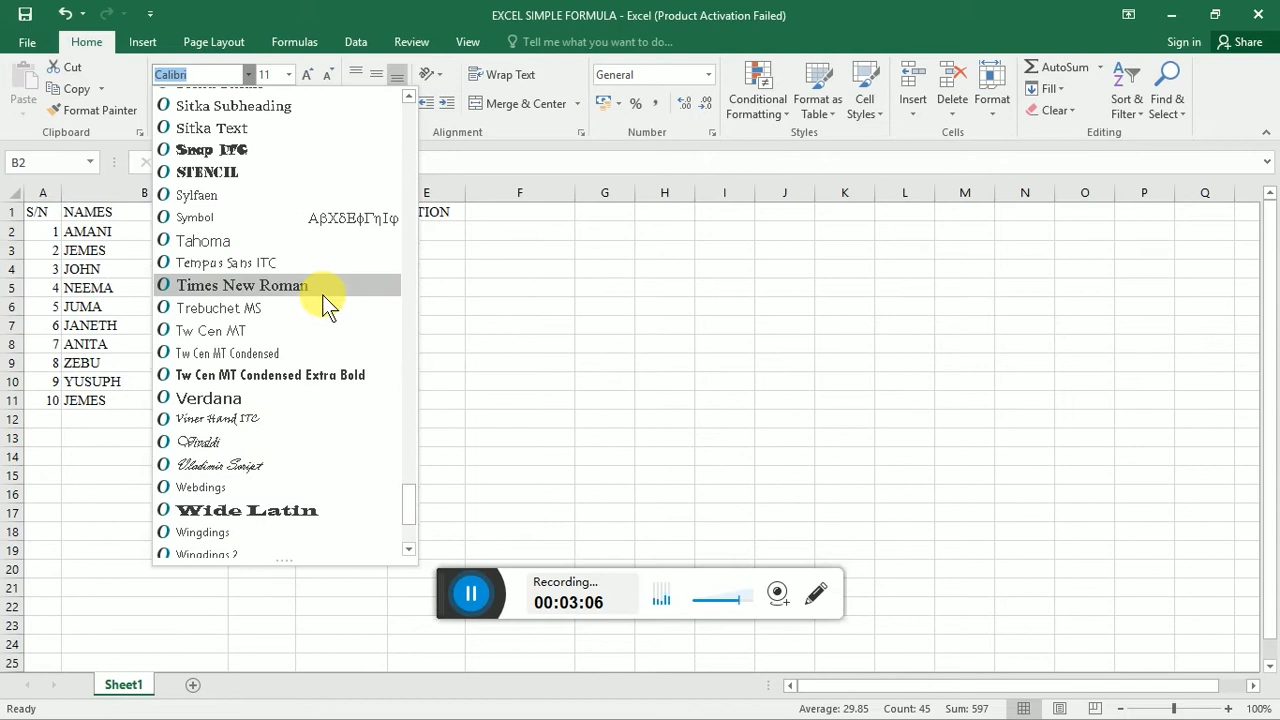 EXCEL SIMPLE FORMULA - Excel (Product Activation Failed)
File Home Insert Page Layout Formulas Data Review View Tell me what you want to do... Sign in Share
Paste
Cut
Copy
Format Painter
Clipboard
Calibri 11
Wrap Text
Merge & Center
Alignment
General
% ,
Number
Conditional Formatting
Format as Table
Cell Styles
Styles
Insert Delete Format
Cells
AutoSum
Fill
Clear
Sort & Filter
Find & Select
Editing
B2
Sitka Subheading
Sitka Text
Snap ITC
STENCIL
Sylfaen
Symbol ΑβΧδΕφΓηΙφ
Tahoma
Tempus Sans ITC
Times New Roman
Trebuchet MS
Tw Cen MT
Tw Cen MT Condensed
Tw Cen MT Condensed Extra Bold
Verdana
Viner Hand ITC
Vivaldi
Vladimir Script
Webdings
Wide Latin
Wingdings
Wingdings 2
A B E F G H I J K L M N O P Q
1 S/N NAMES TION
2 1 AMANI
3 2 JEMES
4 3 JOHN
5 4 NEEMA
6 5 JUMA
7 6 JANETH
8 7 ANITA
9 8 ZEBU
10 9 YUSUPH
11 10 JEMES
12
13
14
15
16
17
18
19
20
21
22
23
24
25
Recording...
00:03:06
Sheet1
Ready Average: 29.85 Count: 45 Sum: 597 100%